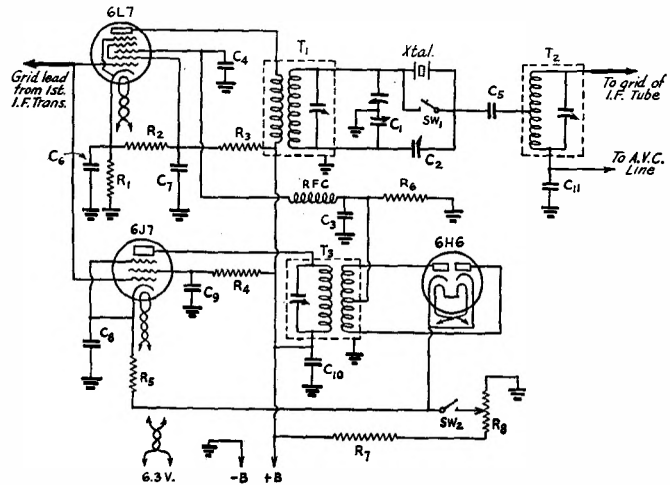 6L7
T1
Xtal.
T2
Grid lead
from 1st.
I.F. Trans.
C4
C1
SW1
C5
To grid of
I.F. Tube
C6
R2
R3
C2
R1
C7
To A.V.C.
Line
C11
RFC
R6
C3
6J7
T3
6H6
R4
C9
C8
C10
R5
SW2
R8
R7
6.3 V.
-B
+B